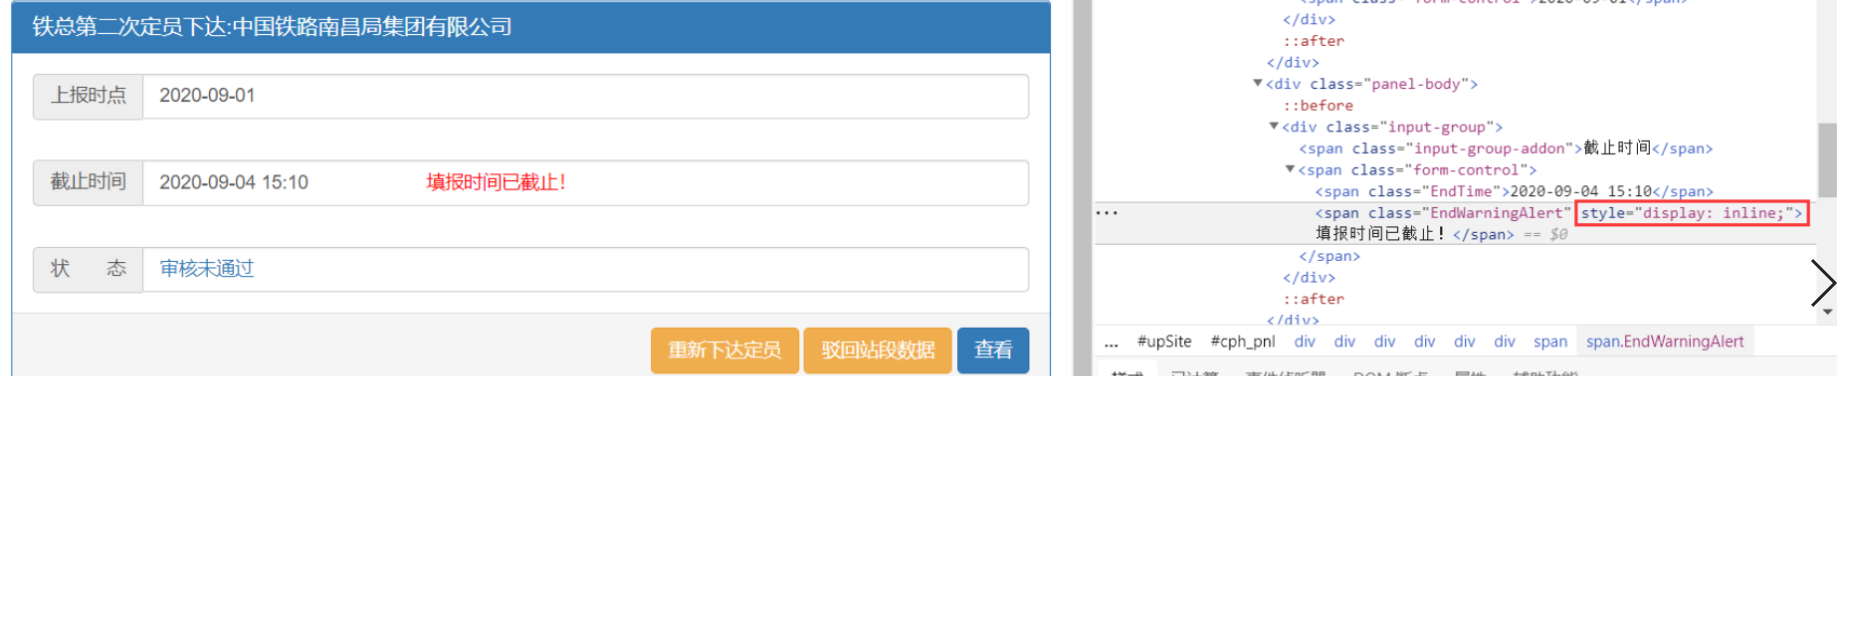 铁总第二次定员下达:中国铁路南昌局集团有限公司
上报时点 2020-09-01
截止时间 2020-09-04 15:10 填报时间已截止!
状 态 审核未通过
重新下达定员 驳回站段数据 查看
</div>
::after
</div>
▼<div class="panel-body">
::before
▼<div class="input-group">
<span class="input-group-addon">截止时间</span>
▼<span class="form-control">
<span class="EndTime">2020-09-04 15:10</span>
... <span class="EndWarningAlert" style="display: inline;">
填报时间已截止!</span> == $0
</span>
</div>
::after
</div>
... #upSite #cph_pnl div div div div div div span span.EndWarningAlert